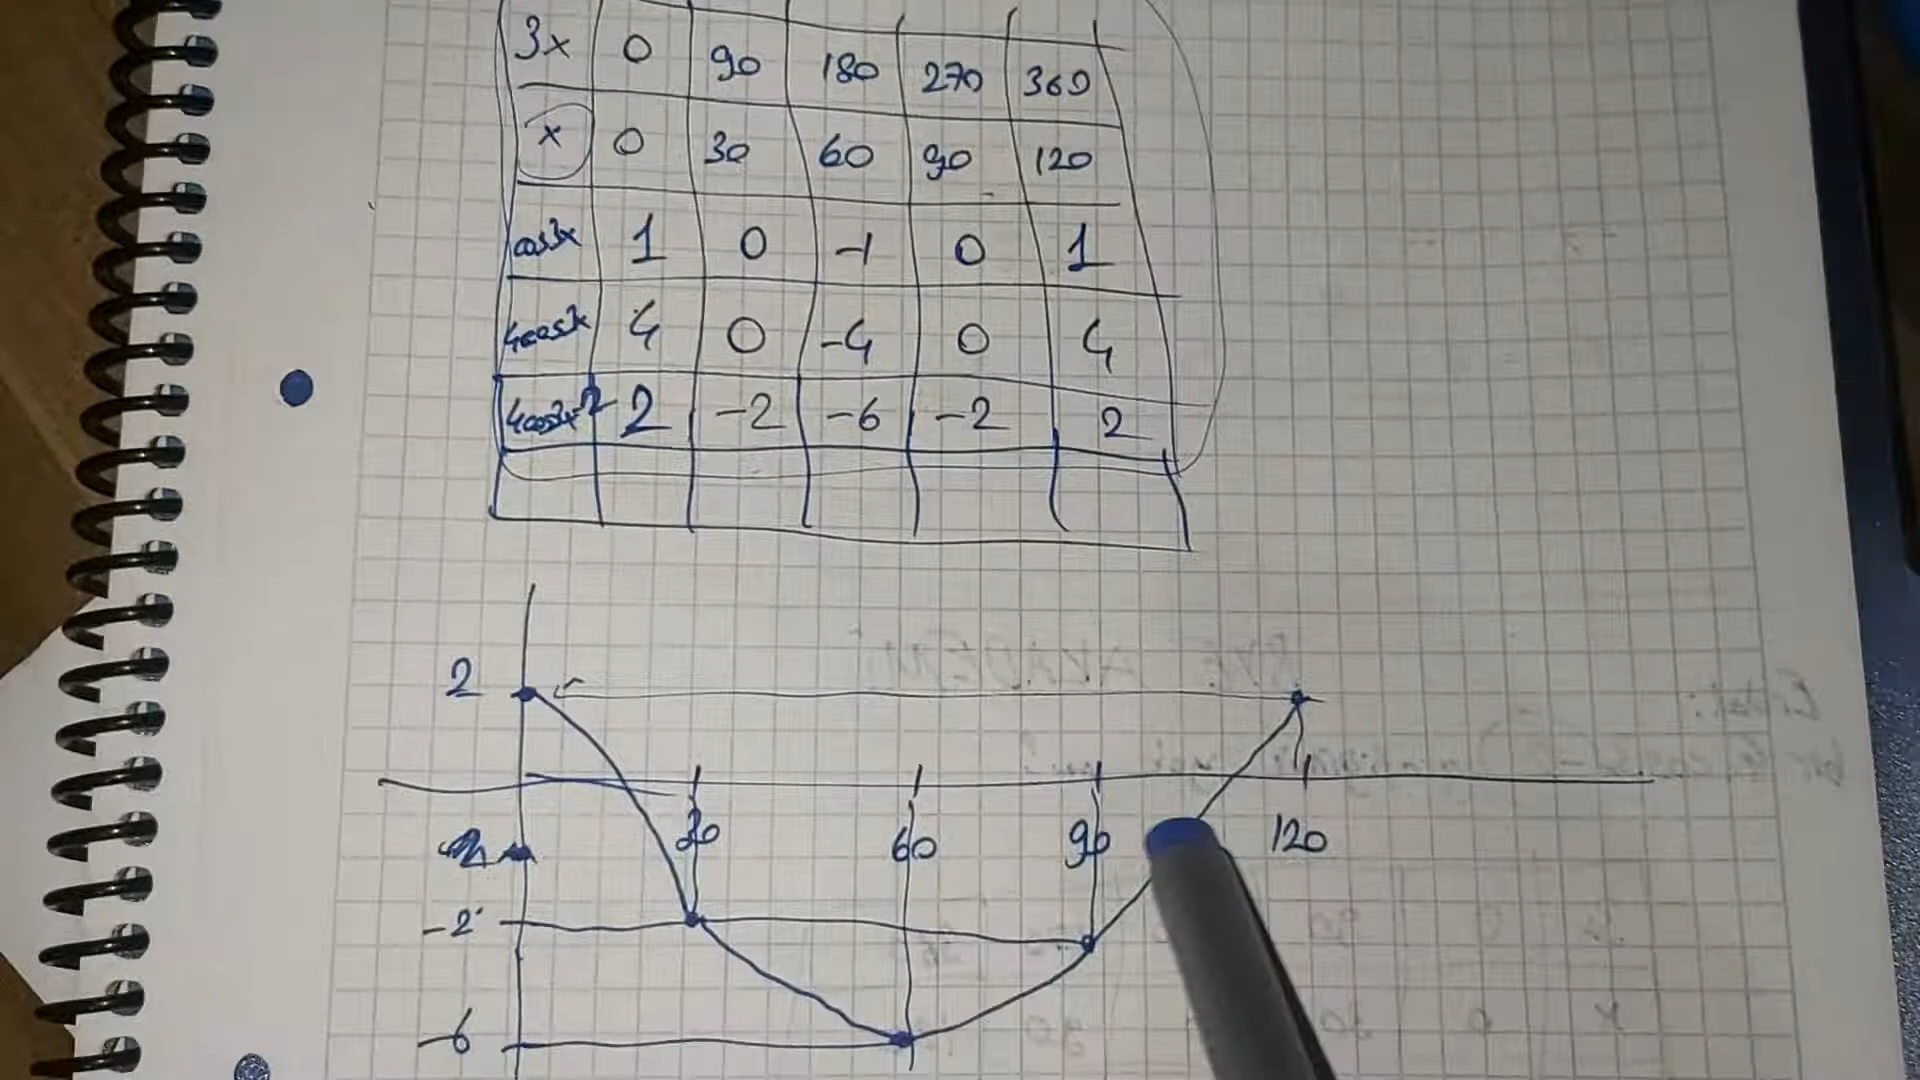 3x 0 90 180 270 360
x 0 30 60 90 120
cos3x 1 0 -1 0 1
4cos3x 4 0 -4 0 4
4cos3x-2 2 -2 -6 -2 2
2
30 60 90 120
-2
-6